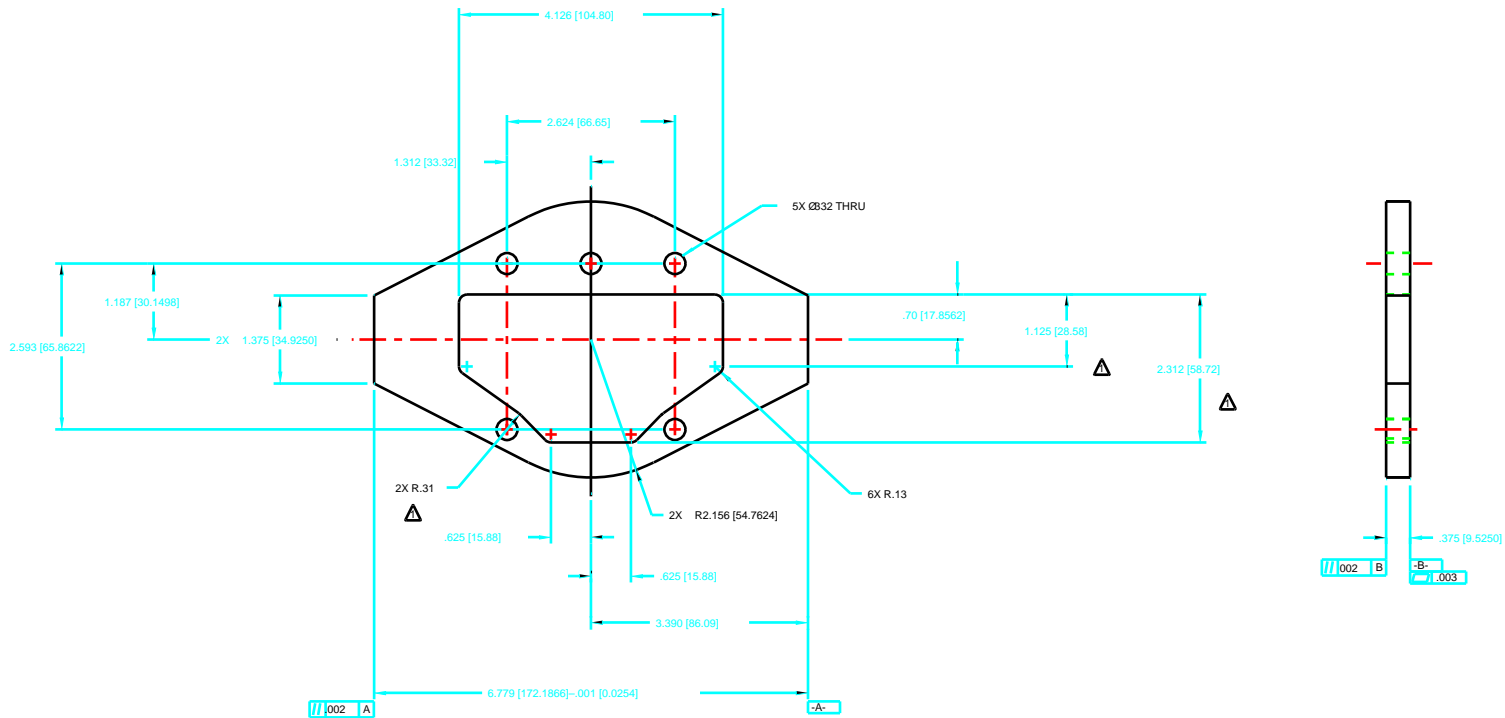 4.126 [104.80]
2.624 [66.65]
1.312 [33.32]
5X Ø.332 THRU
1.187 [30.1498]
.70 [17.8562]
1.125 [28.58]
2.593 [65.8622]
2X 1.375 [34.9250]
2.312 [58.72]
1
1
2X R.31
1
6X R.13
2X R2.156 [54.7624]
.625 [15.88]
.625 [15.88]
.375 [9.5250]
.002 B
-B-
.003
3.390 [86.09]
6.779 [172.1866]–.001 [0.0254]
.002 A
-A-